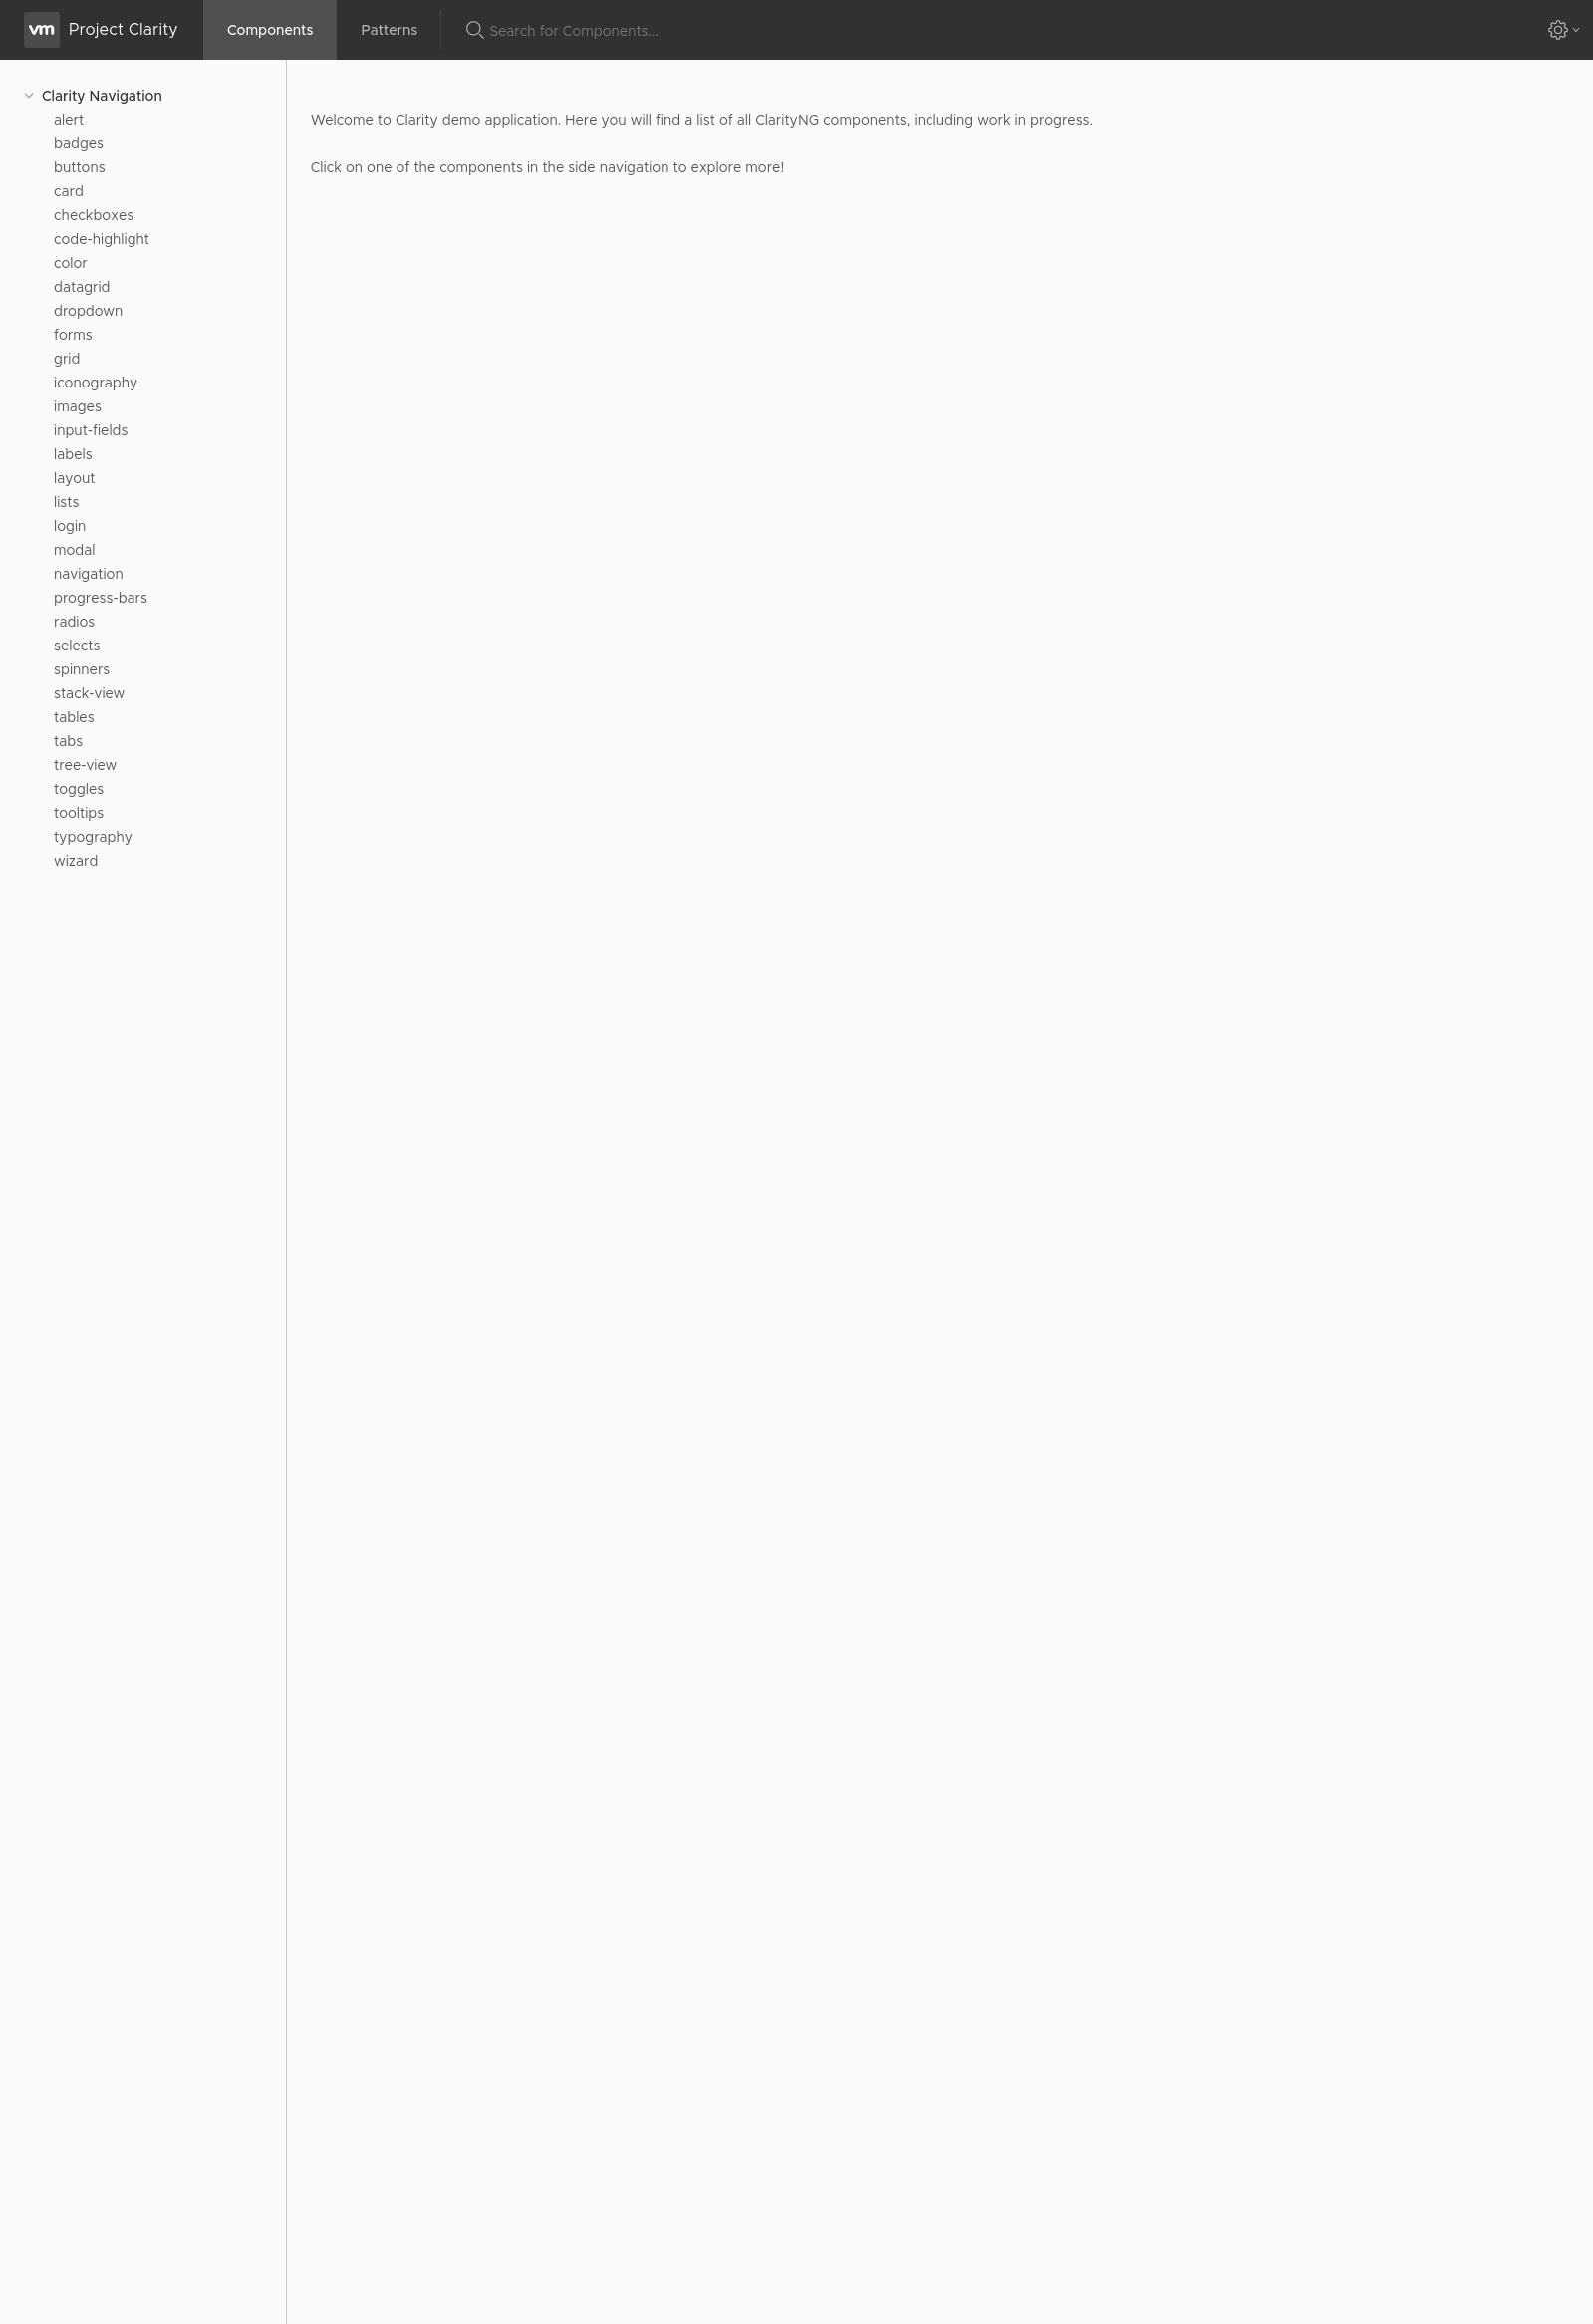 vm Project Clarity Components Patterns Search for Components...
Clarity Navigation
alert
badges
buttons
card
checkboxes
code-highlight
color
datagrid
dropdown
forms
grid
iconography
images
input-fields
labels
layout
lists
login
modal
navigation
progress-bars
radios
selects
spinners
stack-view
tables
tabs
tree-view
toggles
tooltips
typography
wizard
Welcome to Clarity demo application. Here you will find a list of all ClarityNG components, including work in progress.
Click on one of the components in the side navigation to explore more!